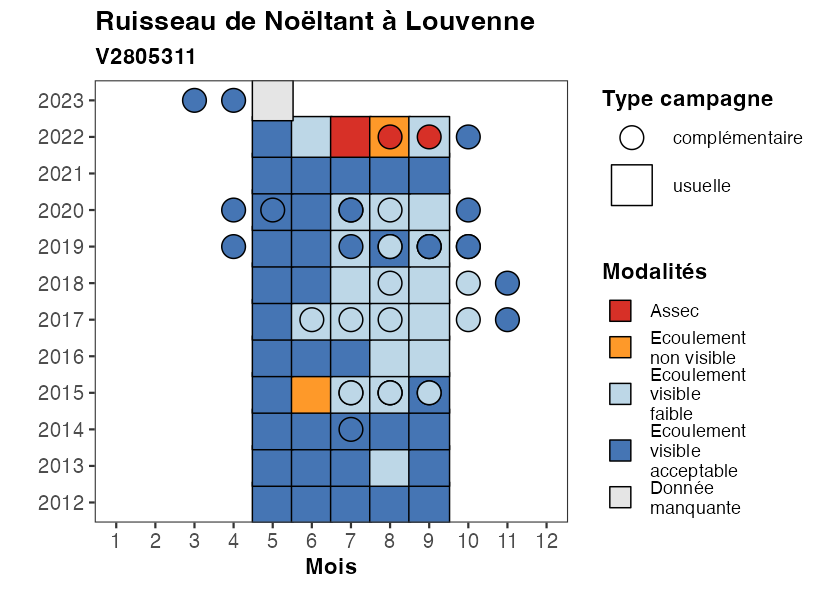 Ruisseau de Noëltant à Louvenne
V2805311
2023
2022
2021
2020
2019
2018
2017
2016
2015
2014
2013
2012
1 2 3 4 5 6 7 8 9 10 11 12
Mois
Type campagne
complémentaire
usuelle
Modalités
Assec
Ecoulement
non visible
Ecoulement
visible
faible
Ecoulement
visible
acceptable
Donnée
manquante